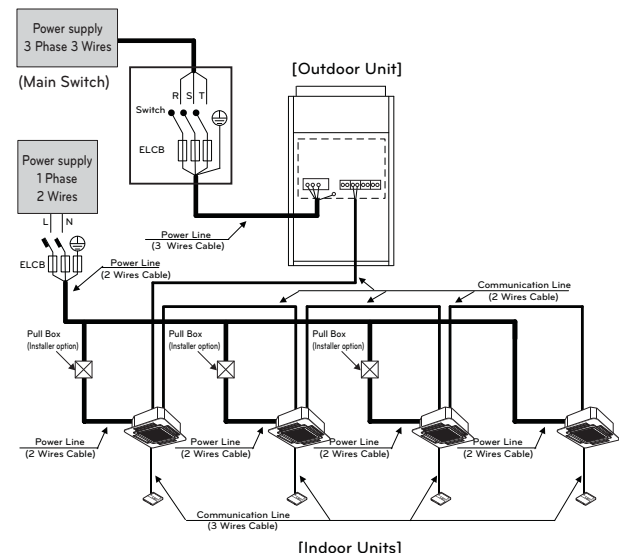 Power supply
3 Phase 3 Wires
(Main Switch)
[Outdoor Unit]
R S T
Switch
ELCB
Power supply
1 Phase
2 Wires
L N
ELCB
Power Line
(2 Wires Cable)
Power Line
(3 Wires Cable)
Communication Line
(2 Wires Cable)
Pull Box
(Installer option)
Pull Box
(Installer option)
Pull Box
(Installer option)
Power Line
(2 Wires Cable)
Power Line
(2 Wires Cable)
Power Line
(2 Wires Cable)
Power Line
(2 Wires Cable)
Communication Line
(3 Wires Cable)
[Indoor Units]